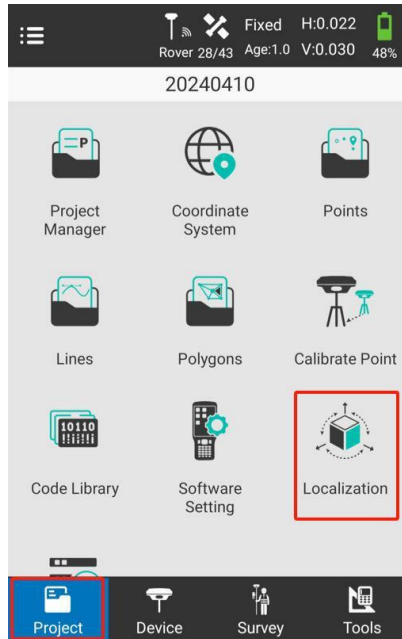 Fixed H:0.022
Rover 28/43 Age:1.0 V:0.030 48%
20240410
P
Project
Manager
Coordinate
System
Points
Lines
Polygons
Calibrate Point
10110
Code Library
Software
Setting
Localization
Project
Device
Survey
Tools